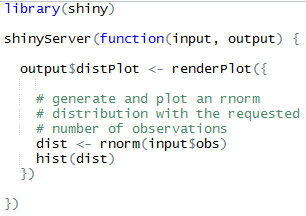 library(shiny)
shinyServer(function(input, output) {
output$distPlot <- renderPlot({
# generate and plot an rnorm
# distribution with the requested
# number of observations
dist <- rnorm(input$obs)
hist(dist)
})
})